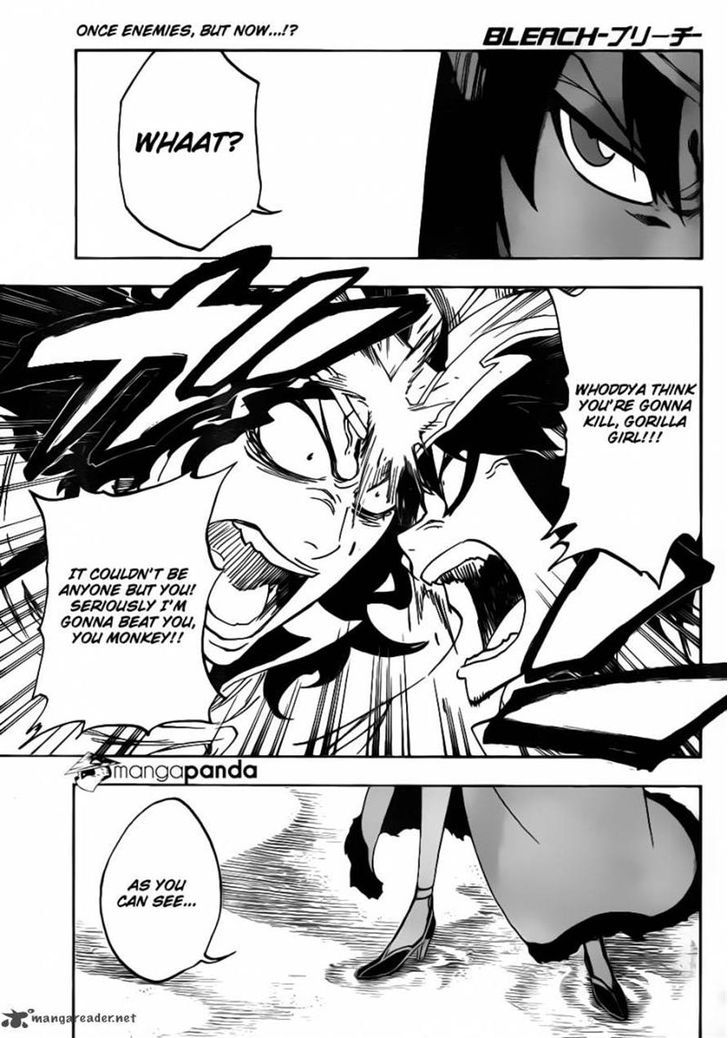 ONCE ENEMIES, BUT NOW...!?
BLEACH-ブリーチ-
WHAAT?
WHODDYA THINK
YOU'RE GONNA
KILL, GORILLA
GIRL!!!
IT COULDN'T BE
ANYONE BUT YOU!
SERIOUSLY I'M
GONNA BEAT YOU,
YOU MONKEY!!
mangapanda
AS YOU
CAN SEE...
mangareader.net